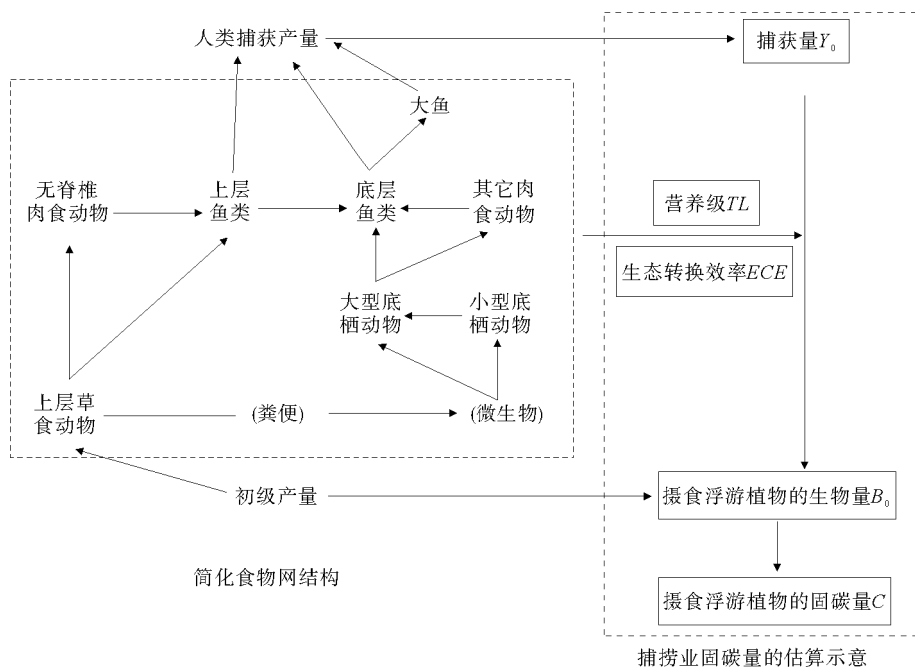 人类捕获产量
捕获量Y₀
大鱼
无脊椎
肉食动物
上层
鱼类
底层
鱼类
其它肉
食动物
营养级TL
生态转换效率ECE
大型底
栖动物
小型底
栖动物
上层草
食动物
(粪便)
(微生物)
初级产量
摄食浮游植物的生物量B₀
简化食物网结构
摄食浮游植物的固碳量C
捕捞业固碳量的估算示意